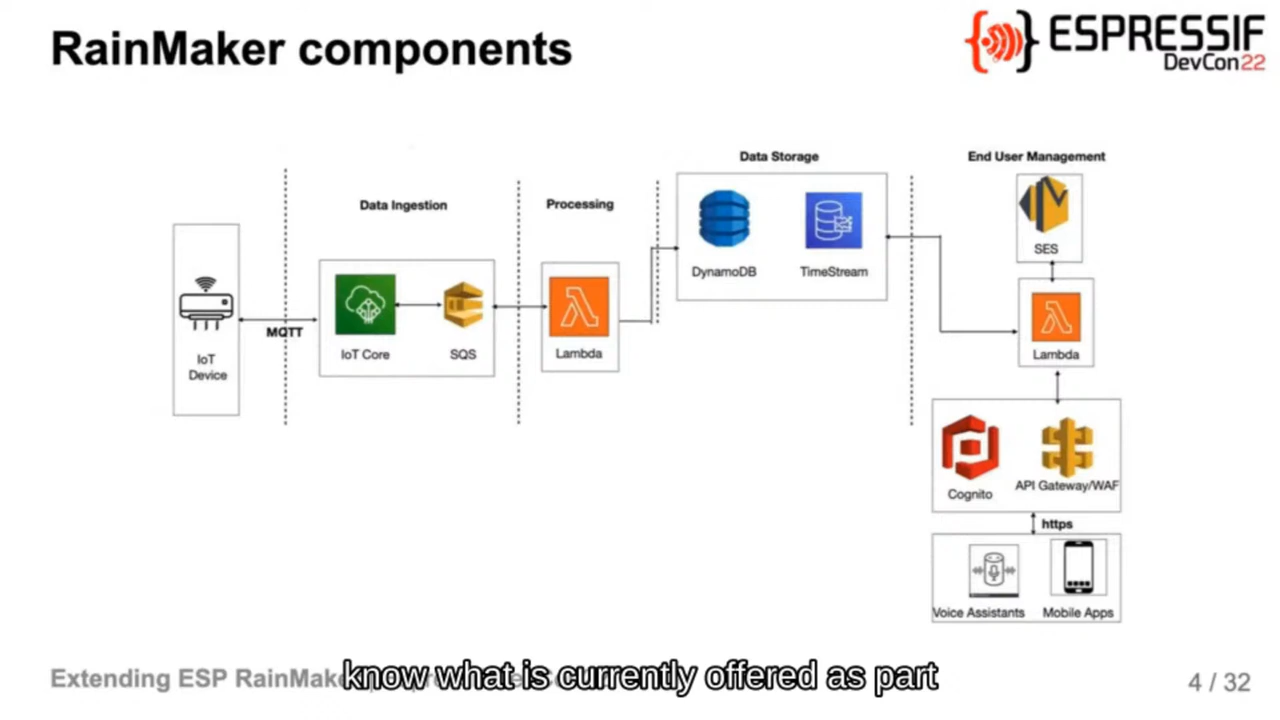 RainMaker components
ESPRESSIF
DevCon22
Data Ingestion
Processing
Data Storage
End User Management
IoT
Device
MQTT
IoT Core
SQS
Lambda
DynamoDB
TimeStream
SES
Lambda
Cognito
API Gateway/WAF
https
Voice Assistants
Mobile Apps
Extending ESP RainMake
know what is currently offered as part
4 / 32